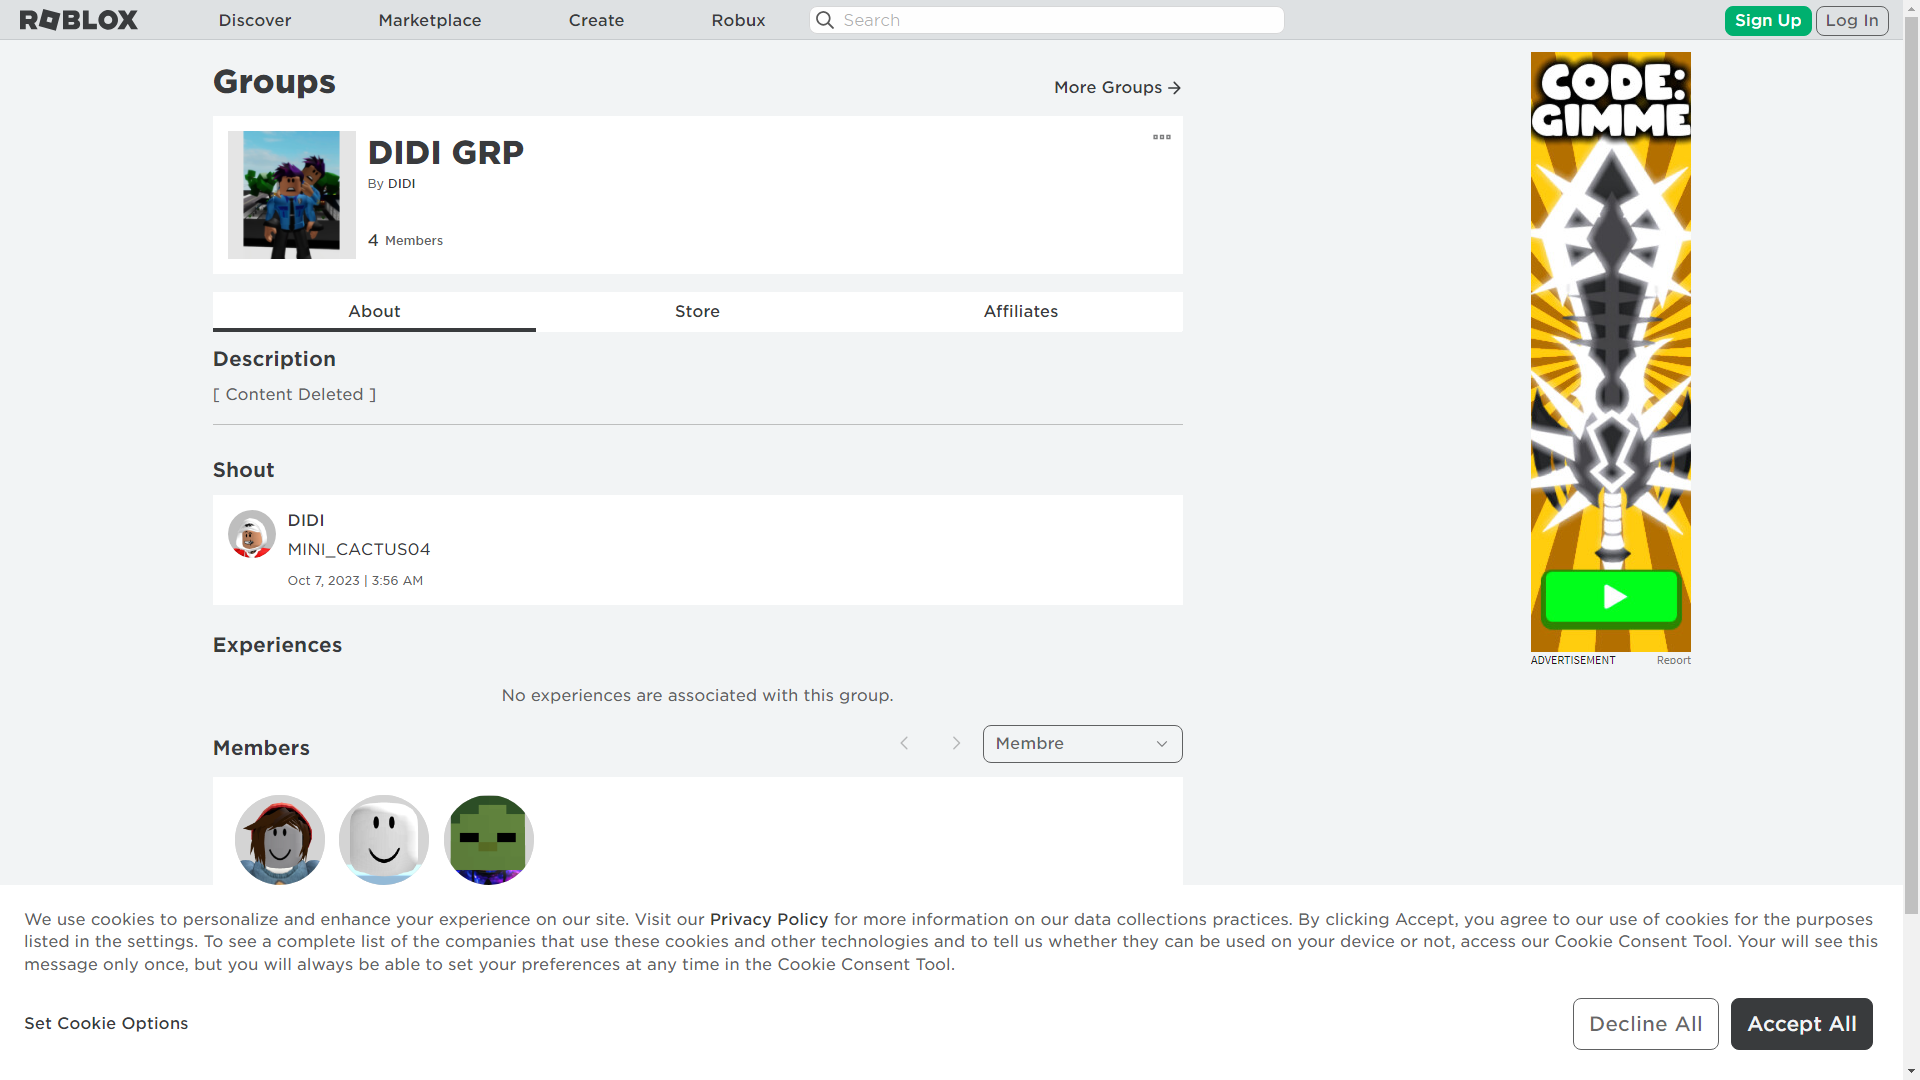 ROBLOX
Discover
Marketplace
Create
Robux
Search
Sign Up
Log In
Groups
More Groups
DIDI GRP
By DIDI
4 Members
About
Store
Affiliates
Description
[ Content Deleted ]
Shout
DIDI
MINI_CACTUS04
Oct 7, 2023 | 3:56 AM
Experiences
No experiences are associated with this group.
Members
Membre
CODE:
GIMME
ADVERTISEMENT
Report
We use cookies to personalize and enhance your experience on our site. Visit our Privacy Policy for more information on our data collections practices. By clicking Accept, you agree to our use of cookies for the purposes
listed in the settings. To see a complete list of the companies that use these cookies and other technologies and to tell us whether they can be used on your device or not, access our Cookie Consent Tool. Your will see this
message only once, but you will always be able to set your preferences at any time in the Cookie Consent Tool.
Set Cookie Options
Decline All
Accept All